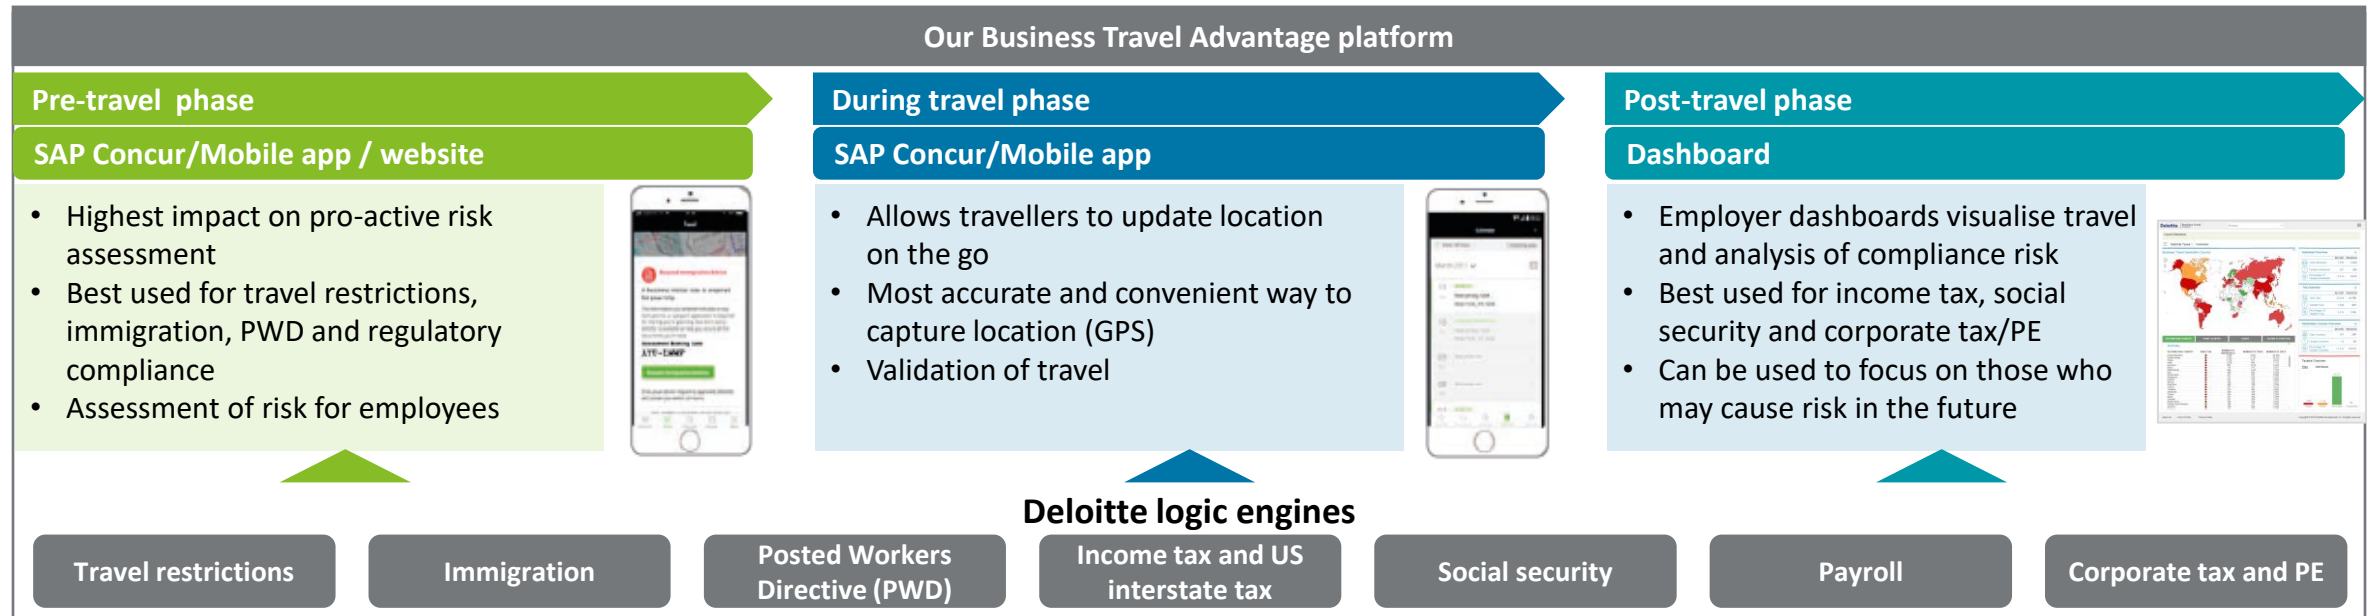 Our Business Travel Advantage platform
Pre-travel phase
SAP Concur/Mobile app / website
• Highest impact on pro-active risk
assessment
• Best used for travel restrictions,
immigration, PWD and regulatory
compliance
• Assessment of risk for employees
During travel phase
SAP Concur/Mobile app
• Allows travellers to update location
on the go
• Most accurate and convenient way to
capture location (GPS)
• Validation of travel
Post-travel phase
Dashboard
• Employer dashboards visualise travel
and analysis of compliance risk
• Best used for income tax, social
security and corporate tax/PE
• Can be used to focus on those who
may cause risk in the future
Deloitte logic engines
Travel restrictions
Immigration
Posted Workers
Directive (PWD)
Income tax and US
interstate tax
Social security
Payroll
Corporate tax and PE